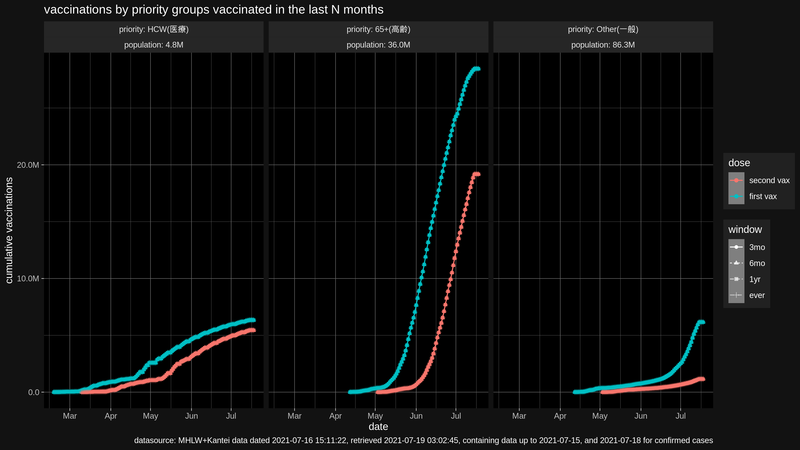 vaccinations by priority groups vaccinated in the last N months
priority: HCW(医療)
population: 4.8M
priority: 65+(高齢)
population: 36.0M
priority: Other(一般)
population: 86.3M
cumulative vaccinations
20.0M
10.0M
0.0
Mar Apr May Jun Jul
Mar Apr May Jun Jul
Mar Apr May Jun Jul
date
dose
second vax
first vax
window
3mo
6mo
1yr
ever
datasource: MHLW+Kantei data dated 2021-07-16 15:11:22, retrieved 2021-07-19 03:02:45, containing data up to 2021-07-15, and 2021-07-18 for confirmed cases